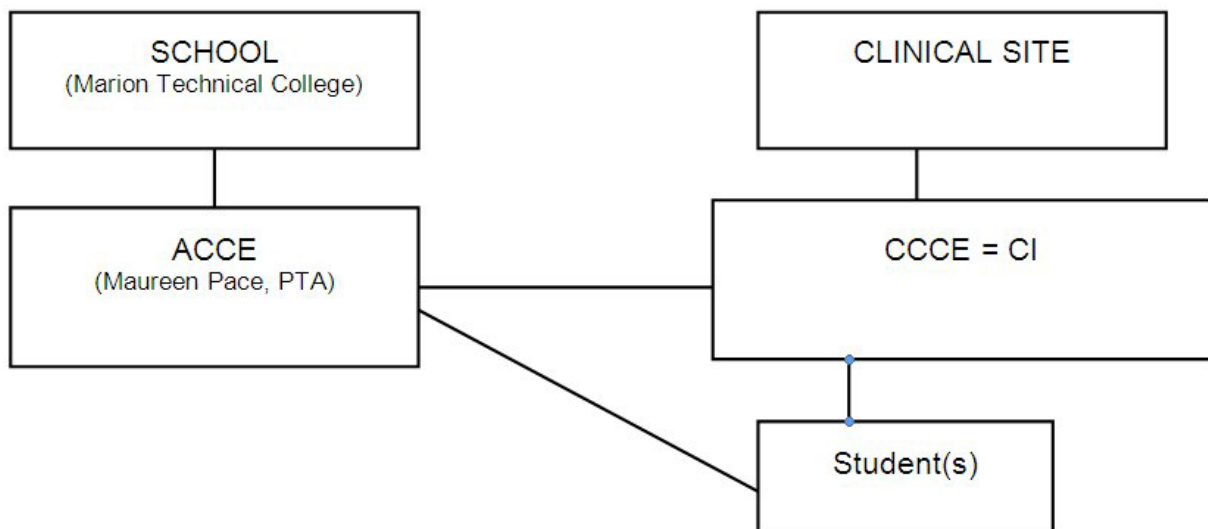 SCHOOL
(Marion Technical College)
CLINICAL SITE
ACCE
(Maureen Pace, PTA)
CCCE = CI
Student(s)